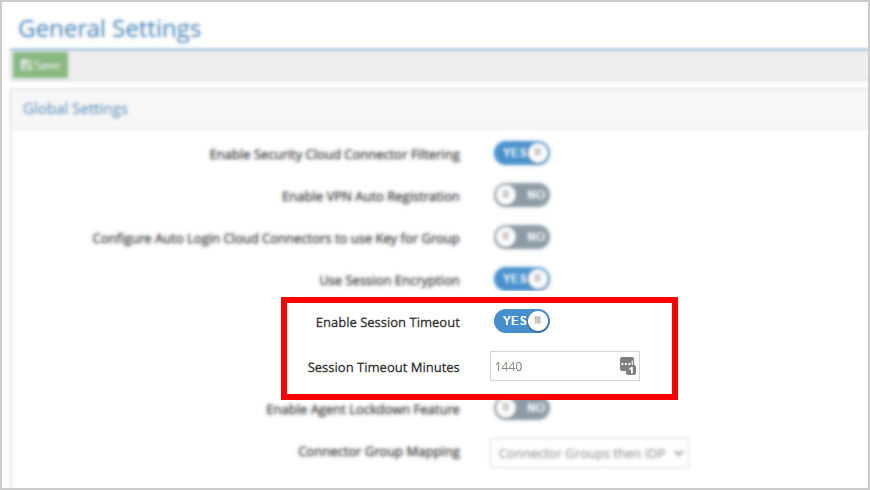 General Settings
Save
Global Settings
Enable Security Cloud Connector Filtering YES
Enable VPN Auto Registration NO
Configure Auto Login Cloud Connectors to use Key for Group NO
Use Session Encryption YES
Enable Session Timeout YES
Session Timeout Minutes 1440 1
Enable Agent Lockdown Feature NO
Connector Group Mapping Connector Groups then IDP